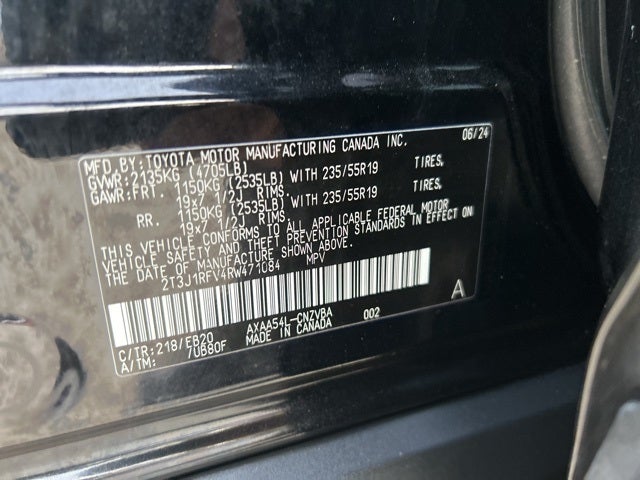 MFD.BY:TOYOTA MOTOR MANUFACTURING CANADA INC. 06/24
GVWR:2135KG (4705LB)
GAWR:FRT. 1150KG (2535LB) WITH 235/55R19 TIRES,
19x7 1/2J RIMS.
RR. 1150KG (2535LB) WITH 235/55R19 TIRES,
19x7 1/2J RIMS.
THIS VEHICLE CONFORMS TO ALL APPLICABLE FEDERAL MOTOR
VEHICLE SAFETY AND THEFT PREVENTION STANDARDS IN EFFECT ON
THE DATE OF MANUFACTURE SHOWN ABOVE.
2T3J1RFV4RW471084 MPV
A
C/TR:218/EB20 AXAA54L-CNZVBA 002
A/TM: 7U680F MADE IN CANADA